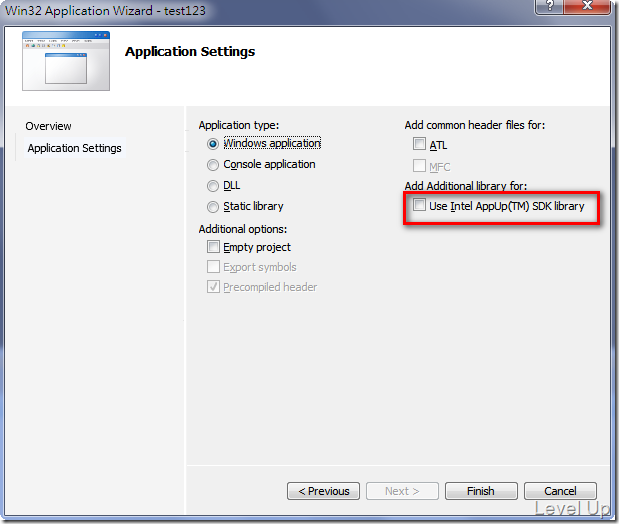 Win32 Application Wizard - test123
Application Settings
Overview
Application Settings
Application type:
Windows application
Console application
DLL
Static library
Additional options:
Empty project
Export symbols
Precompiled header
Add common header files for:
ATL
MFC
Add Additional library for:
Use Intel AppUp(TM) SDK library
< Previous
Next >
Finish
Cancel
Level Up